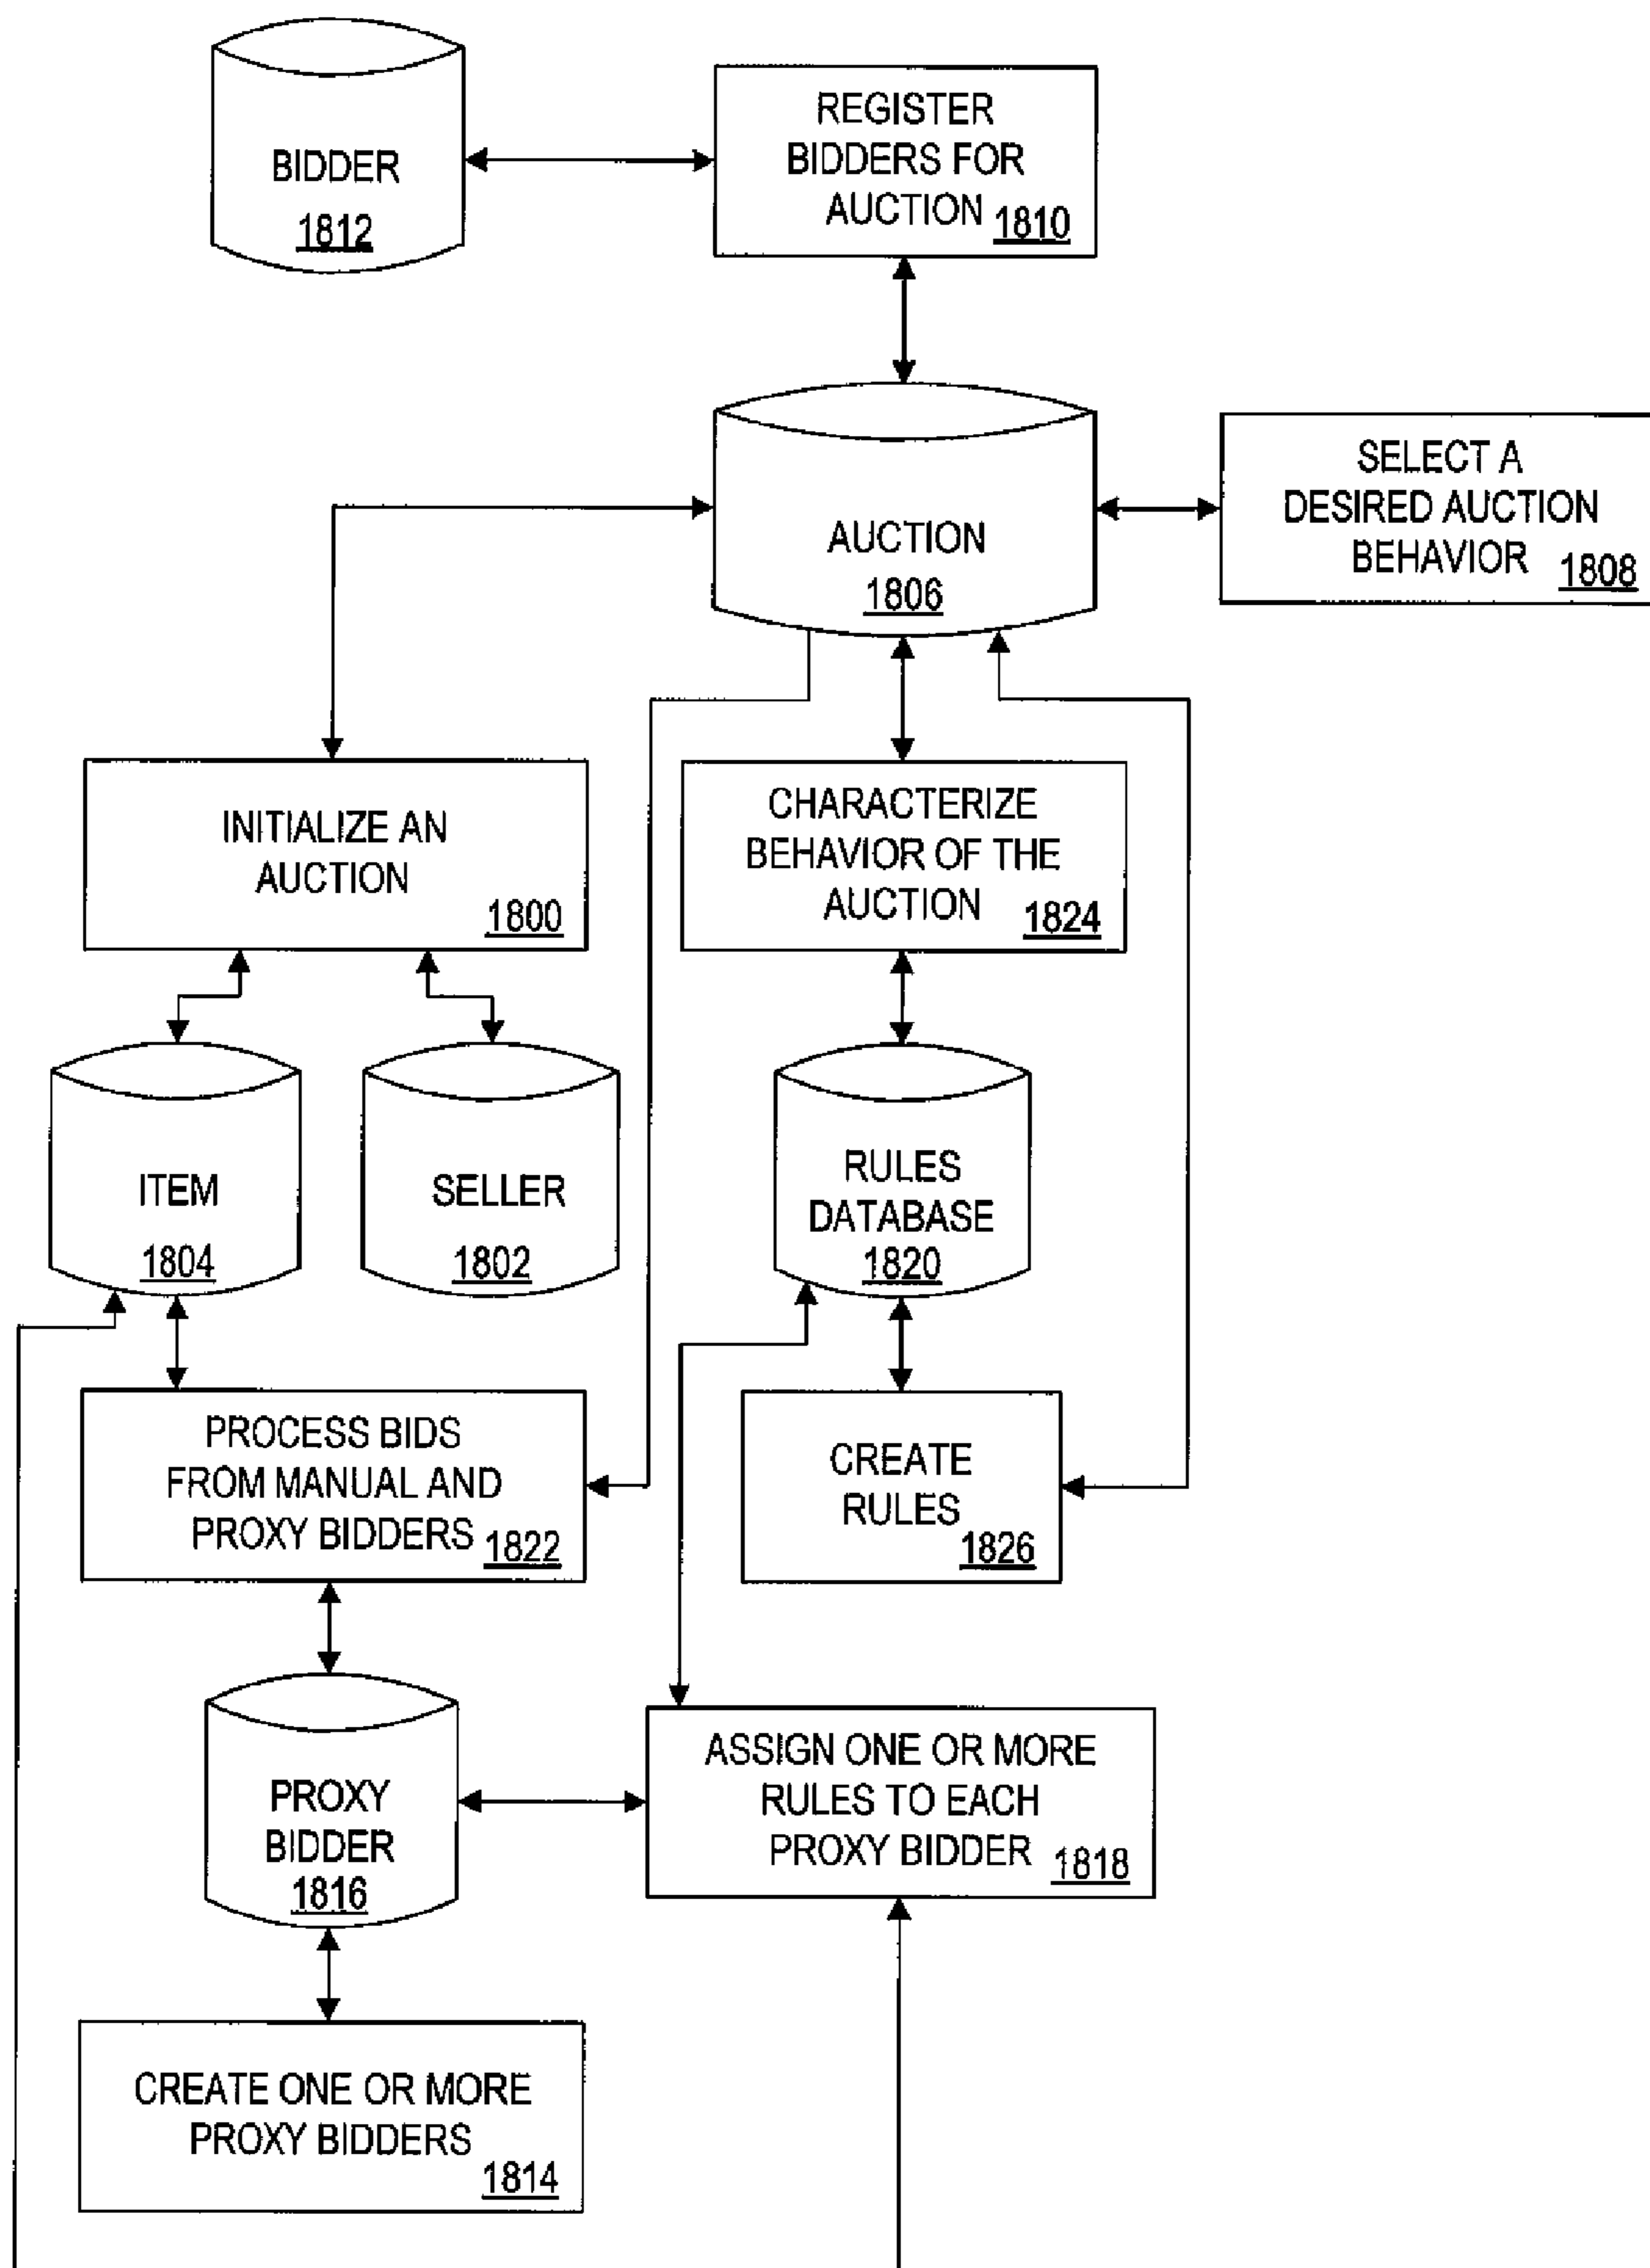 BIDDER
1812
REGISTER
BIDDERS FOR
AUCTION 1810
AUCTION
1806
SELECT A
DESIRED AUCTION
BEHAVIOR 1808
INITIALIZE AN
AUCTION
1800
CHARACTERIZE
BEHAVIOR OF THE
AUCTION 1824
ITEM
1804
SELLER
1802
RULES
DATABASE
1820
PROCESS BIDS
FROM MANUAL AND
PROXY BIDDERS 1822
CREATE
RULES
1826
PROXY
BIDDER
1816
ASSIGN ONE OR MORE
RULES TO EACH
PROXY BIDDER 1818
CREATE ONE OR MORE
PROXY BIDDERS
1814